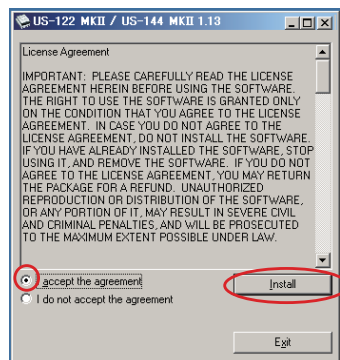 US-122 MKII / US-144 MKII 1.13
License Agreement
IMPORTANT: PLEASE CAREFULLY READ THE LICENSE
AGREEMENT HEREIN BEFORE USING THE SOFTWARE.
THE RIGHT TO USE THE SOFTWARE IS GRANTED ONLY
ON THE CONDITION THAT YOU AGREE TO THE LICENSE
AGREEMENT. IN CASE YOU DO NOT AGREE TO THE
LICENSE AGREEMENT, DO NOT INSTALL THE SOFTWARE.
IF YOU HAVE ALREADY INSTALLED THE SOFTWARE, STOP
USING IT, AND REMOVE THE SOFTWARE. IF YOU DO NOT
AGREE TO THE LICENSE AGREEMENT, YOU MAY RETURN
THE PACKAGE FOR A REFUND. UNAUTHORIZED
REPRODUCTION OR DISTRIBUTION OF THE SOFTWARE,
OR ANY PORTION OF IT, MAY RESULT IN SEVERE CIVIL
AND CRIMINAL PENALTIES, AND WILL BE PROSECUTED
TO THE MAXIMUM EXTENT POSSIBLE UNDER LAW.
I accept the agreement
Install
I do not accept the agreement
Exit